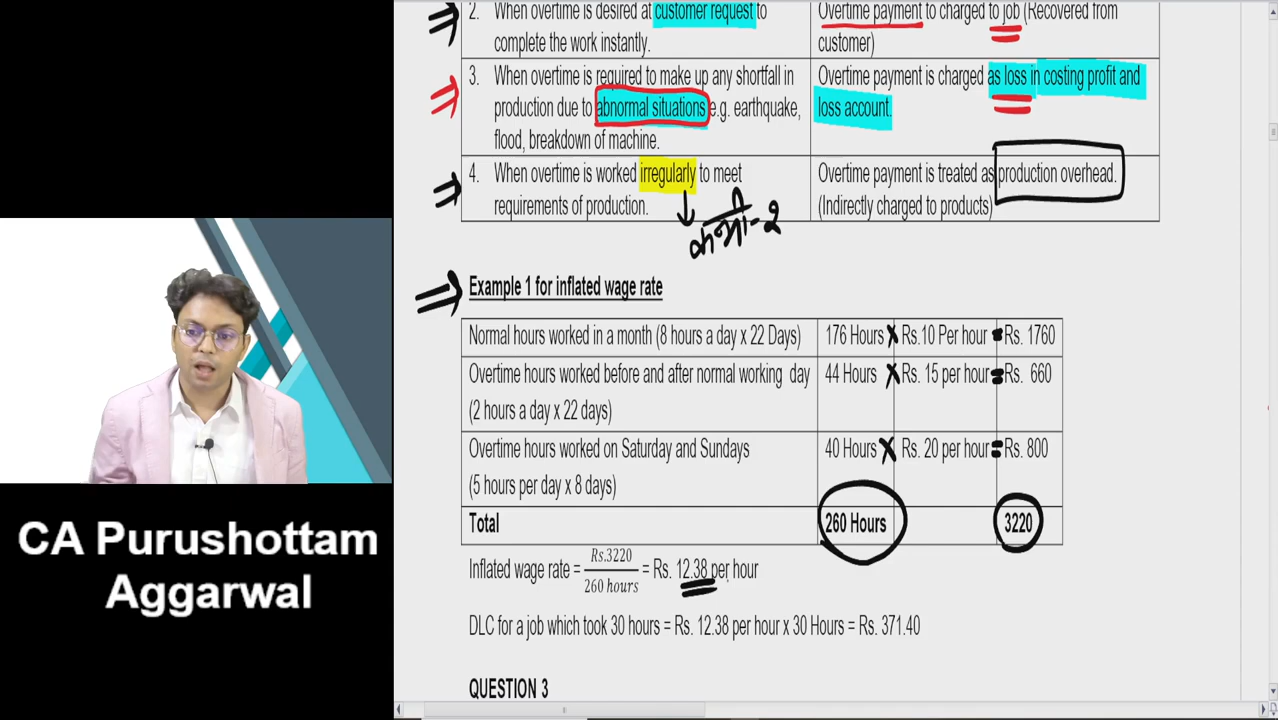 2. When overtime is desired at customer request to Overtime payment to charged to job (Recovered from
complete the work instantly. customer)
3. When overtime is required to make up any shortfall in Overtime payment is charged as loss in costing profit and
production due to abnormal situations e.g. earthquake, loss account.
flood, breakdown of machine.
4. When overtime is worked irregularly to meet Overtime payment is treated as production overhead.
requirements of production. (Indirectly charged to products)
Example 1 for inflated wage rate
Normal hours worked in a month (8 hours a day x 22 Days) 176 Hours x Rs.10 Per hour = Rs. 1760
Overtime hours worked before and after normal working day 44 Hours x Rs. 15 per hour = Rs. 660
(2 hours a day x 22 days)
Overtime hours worked on Saturday and Sundays 40 Hours x Rs. 20 per hour = Rs. 800
(5 hours per day x 8 days)
Total 260 Hours 3220
Inflated wage rate = Rs.3220 / 260 hours = Rs. 12.38 per hour
DLC for a job which took 30 hours = Rs. 12.38 per hour x 30 Hours = Rs. 371.40
QUESTION 3
CA Purushottam
Aggarwal